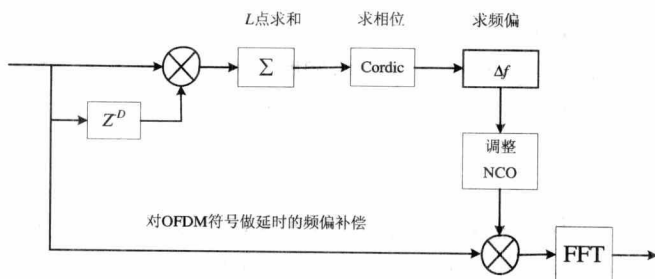 L点求和
求相位
求频偏
Σ
Cordic
Δf
Z⁻ᴰ
调整
NCO
对OFDM符号做延时的频偏补偿
FFT